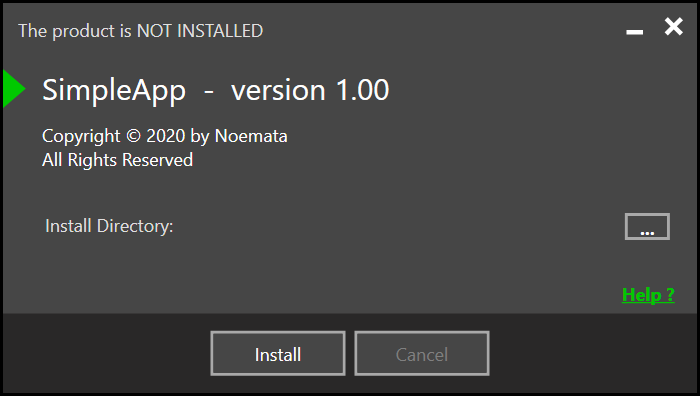 The product is NOT INSTALLED
SimpleApp - version 1.00
Copyright © 2020 by Noemata
All Rights Reserved
Install Directory:
...
Help ?
Install
Cancel